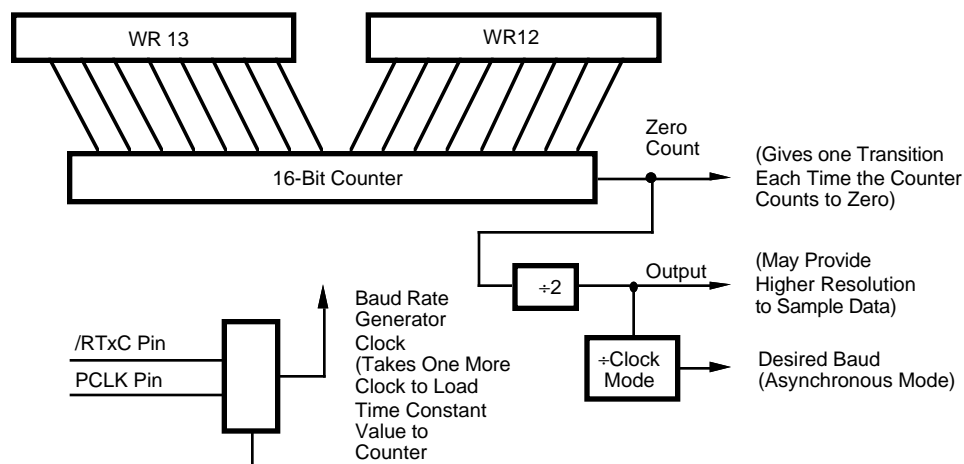 WR 13
WR12
16-Bit Counter
Zero
Count
(Gives one Transition
Each Time the Counter
Counts to Zero)
÷2
Output
(May Provide
Higher Resolution
to Sample Data)
÷Clock
Mode
Desired Baud
(Asynchronous Mode)
/RTxC Pin
PCLK Pin
Baud Rate
Generator
Clock
(Takes One More
Clock to Load
Time Constant
Value to
Counter